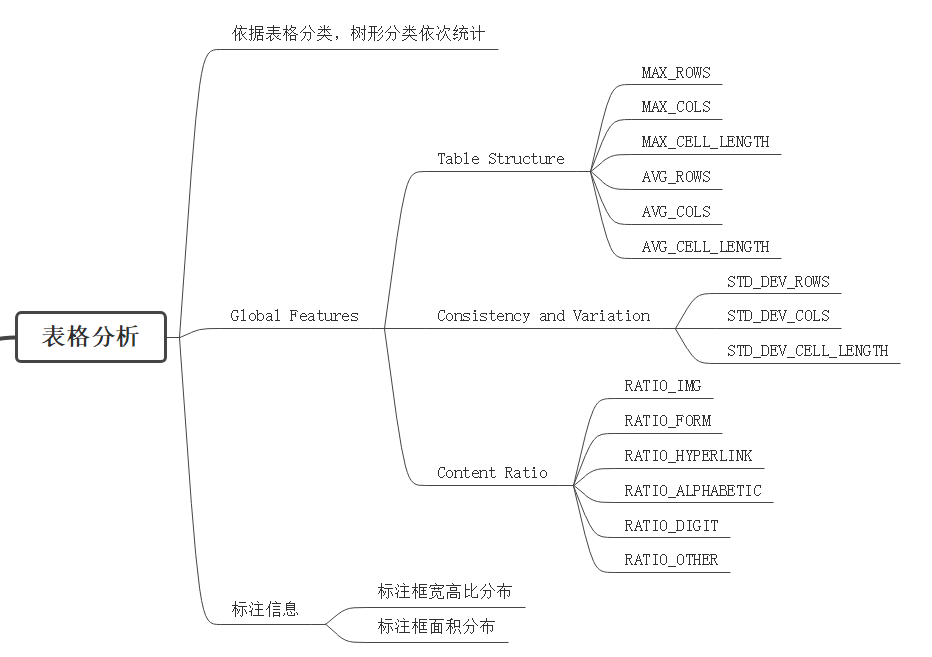 表格分析
依据表格分类，树形分类依次统计
Global Features
Table Structure
MAX_ROWS
MAX_COLS
MAX_CELL_LENGTH
AVG_ROWS
AVG_COLS
AVG_CELL_LENGTH
Consistency and Variation
STD_DEV_ROWS
STD_DEV_COLS
STD_DEV_CELL_LENGTH
Content Ratio
RATIO_IMG
RATIO_FORM
RATIO_HYPERLINK
RATIO_ALPHABETIC
RATIO_DIGIT
RATIO_OTHER
标注信息
标注框宽高比分布
标注框面积分布